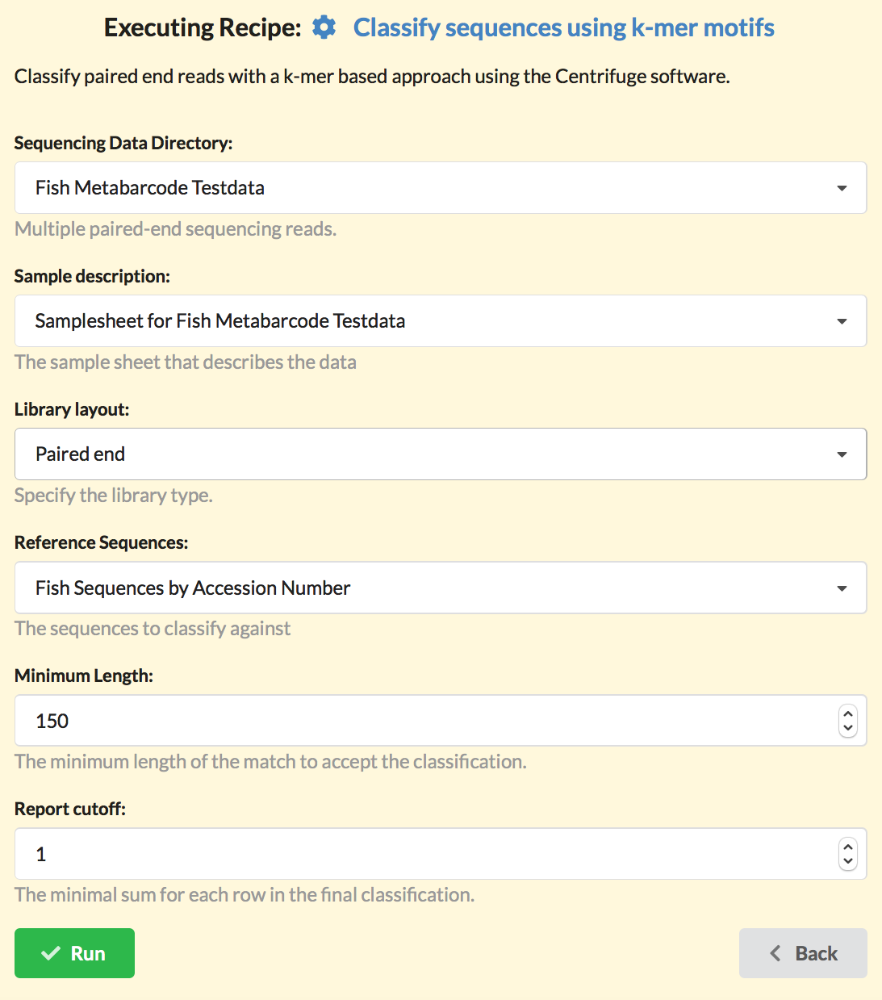 Executing Recipe: Classify sequences using k-mer motifs
Classify paired end reads with a k-mer based approach using the Centrifuge software.
Sequencing Data Directory:
Fish Metabarcode Testdata
Multiple paired-end sequencing reads.
Sample description:
Samplesheet for Fish Metabarcode Testdata
The sample sheet that describes the data
Library layout:
Paired end
Specify the library type.
Reference Sequences:
Fish Sequences by Accession Number
The sequences to classify against
Minimum Length:
150
The minimum length of the match to accept the classification.
Report cutoff:
1
The minimal sum for each row in the final classification.
Run Back